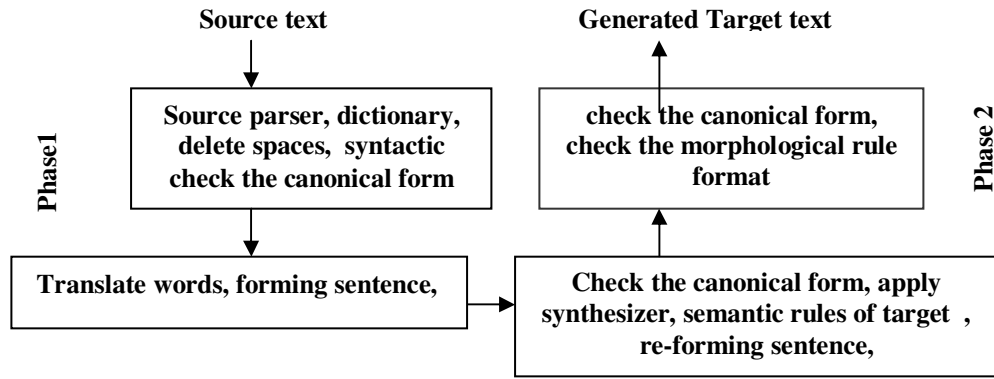 Source text
Generated Target text
Phase1
Source parser, dictionary,
delete spaces, syntactic
check the canonical form
check the canonical form,
check the morphological rule
format
Phase 2
Translate words, forming sentence,
Check the canonical form, apply
synthesizer, semantic rules of target ,
re-forming sentence,